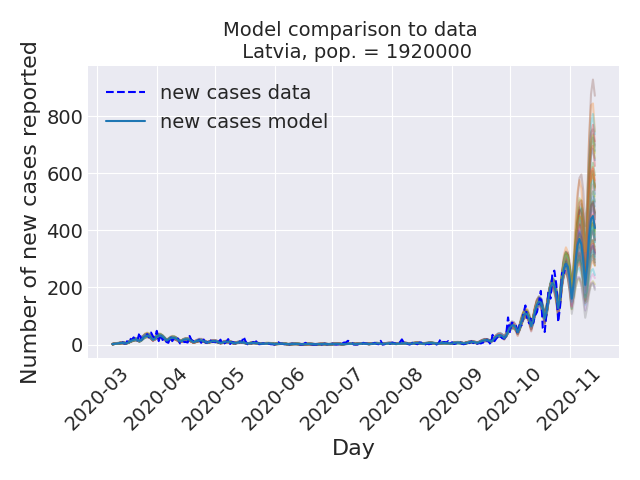 Model comparison to data
Latvia, pop. = 1920000
Number of new cases reported
new cases data
new cases model
800
600
400
200
0
2020-03
2020-04
2020-05
2020-06
2020-07
2020-08
2020-09
2020-10
2020-11
Day